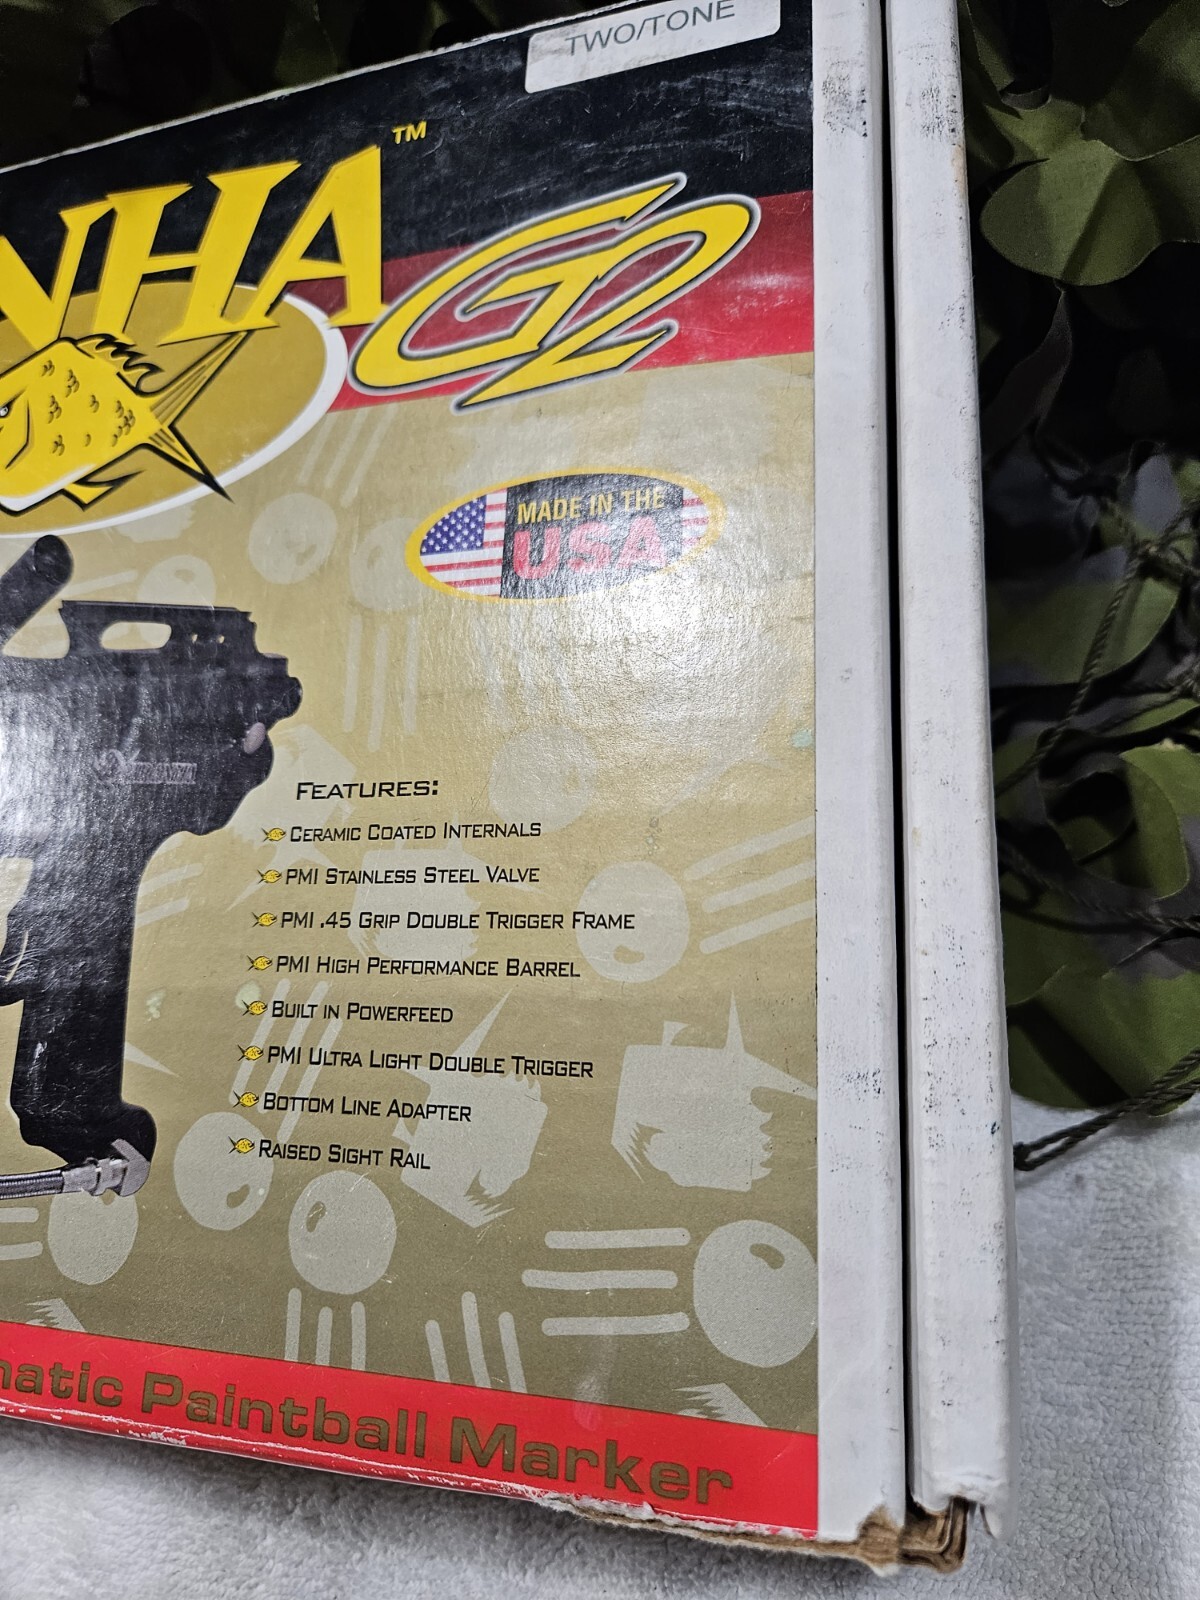 TWO/TONE
NHA™
G2
MADE IN THE
USA
FEATURES:
CERAMIC COATED INTERNALS
PMI STAINLESS STEEL VALVE
PMI .45 GRIP DOUBLE TRIGGER FRAME
PMI HIGH PERFORMANCE BARREL
BUILT IN POWERFEED
PMI ULTRA LIGHT DOUBLE TRIGGER
BOTTOM LINE ADAPTER
RAISED SIGHT RAIL
matic Paintball Marker